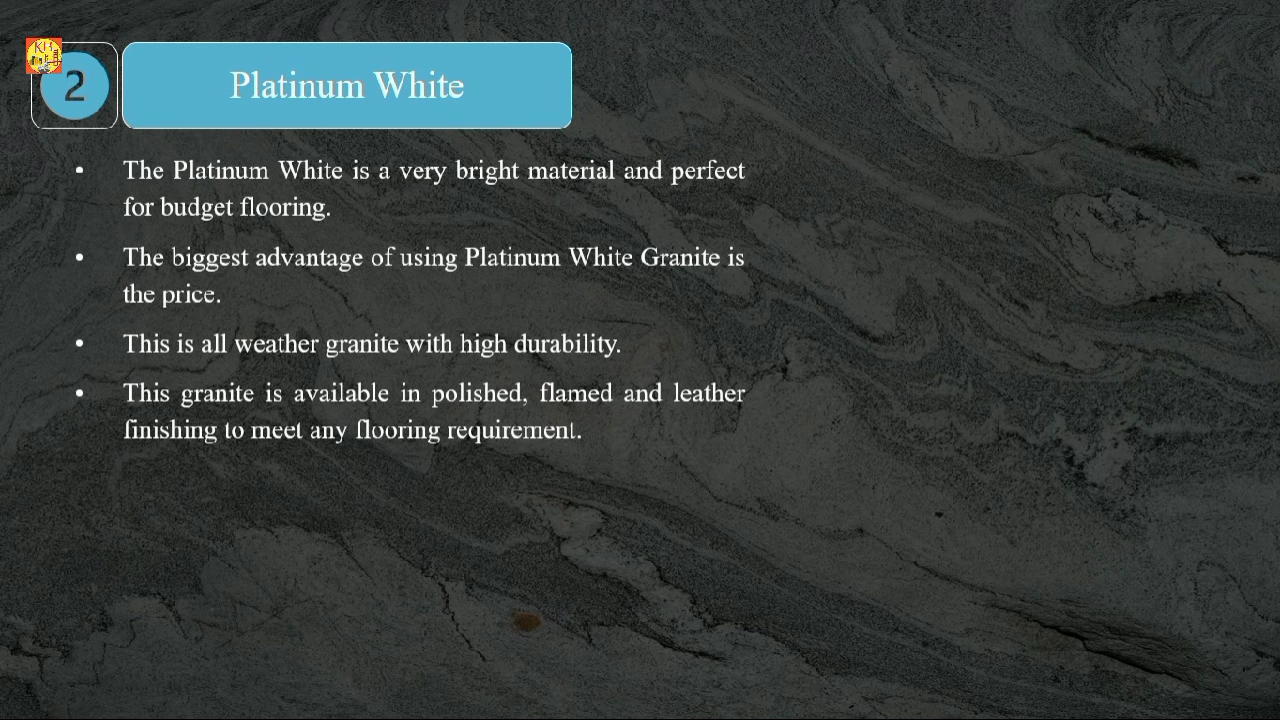 KB
2
Platinum White
• The Platinum White is a very bright material and perfect
for budget flooring.
• The biggest advantage of using Platinum White Granite is
the price.
• This is all weather granite with high durability.
• This granite is available in polished, flamed and leather
finishing to meet any flooring requirement.